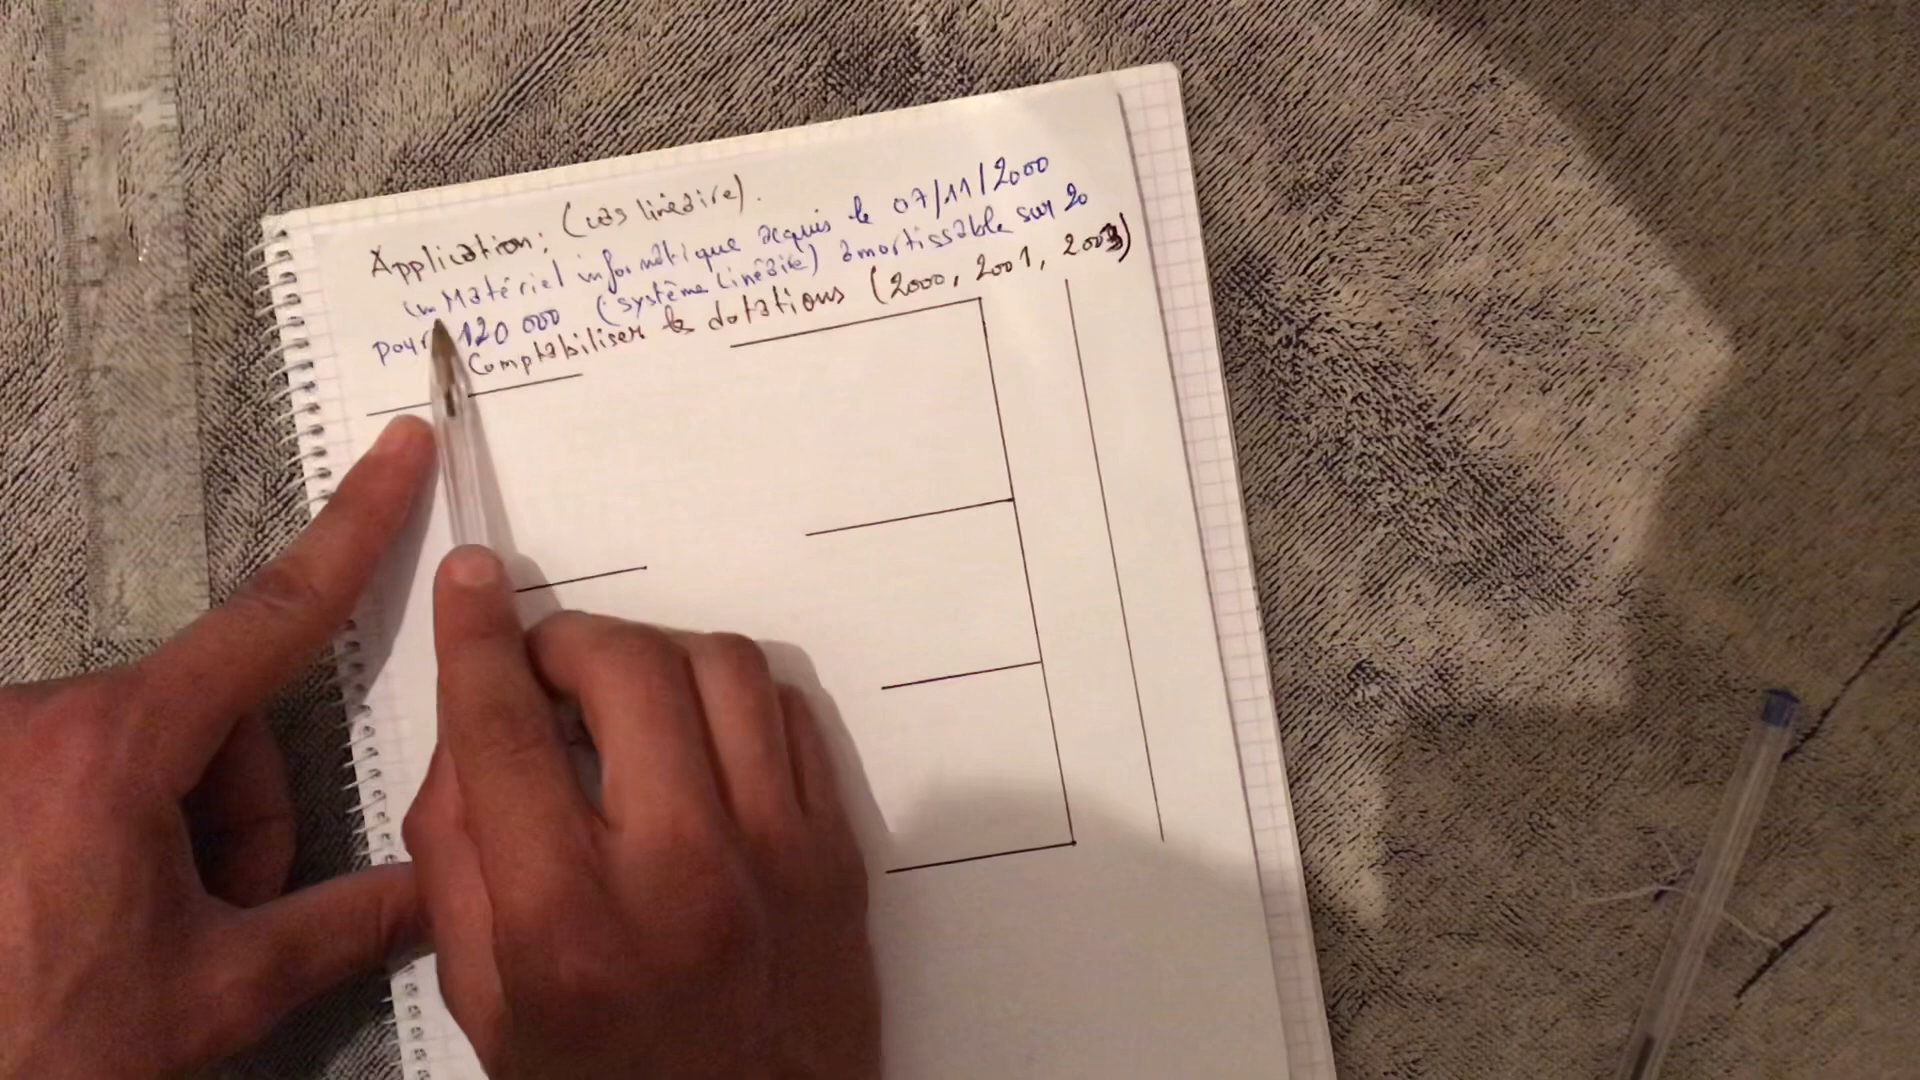 Application : (cas linéaire).
Un Matériel informatique acquis le 07/11/2000
pour 120 000 (système linéaire) amortissable sur 20
Comptabiliser les dotations (2000, 2001, 2003)